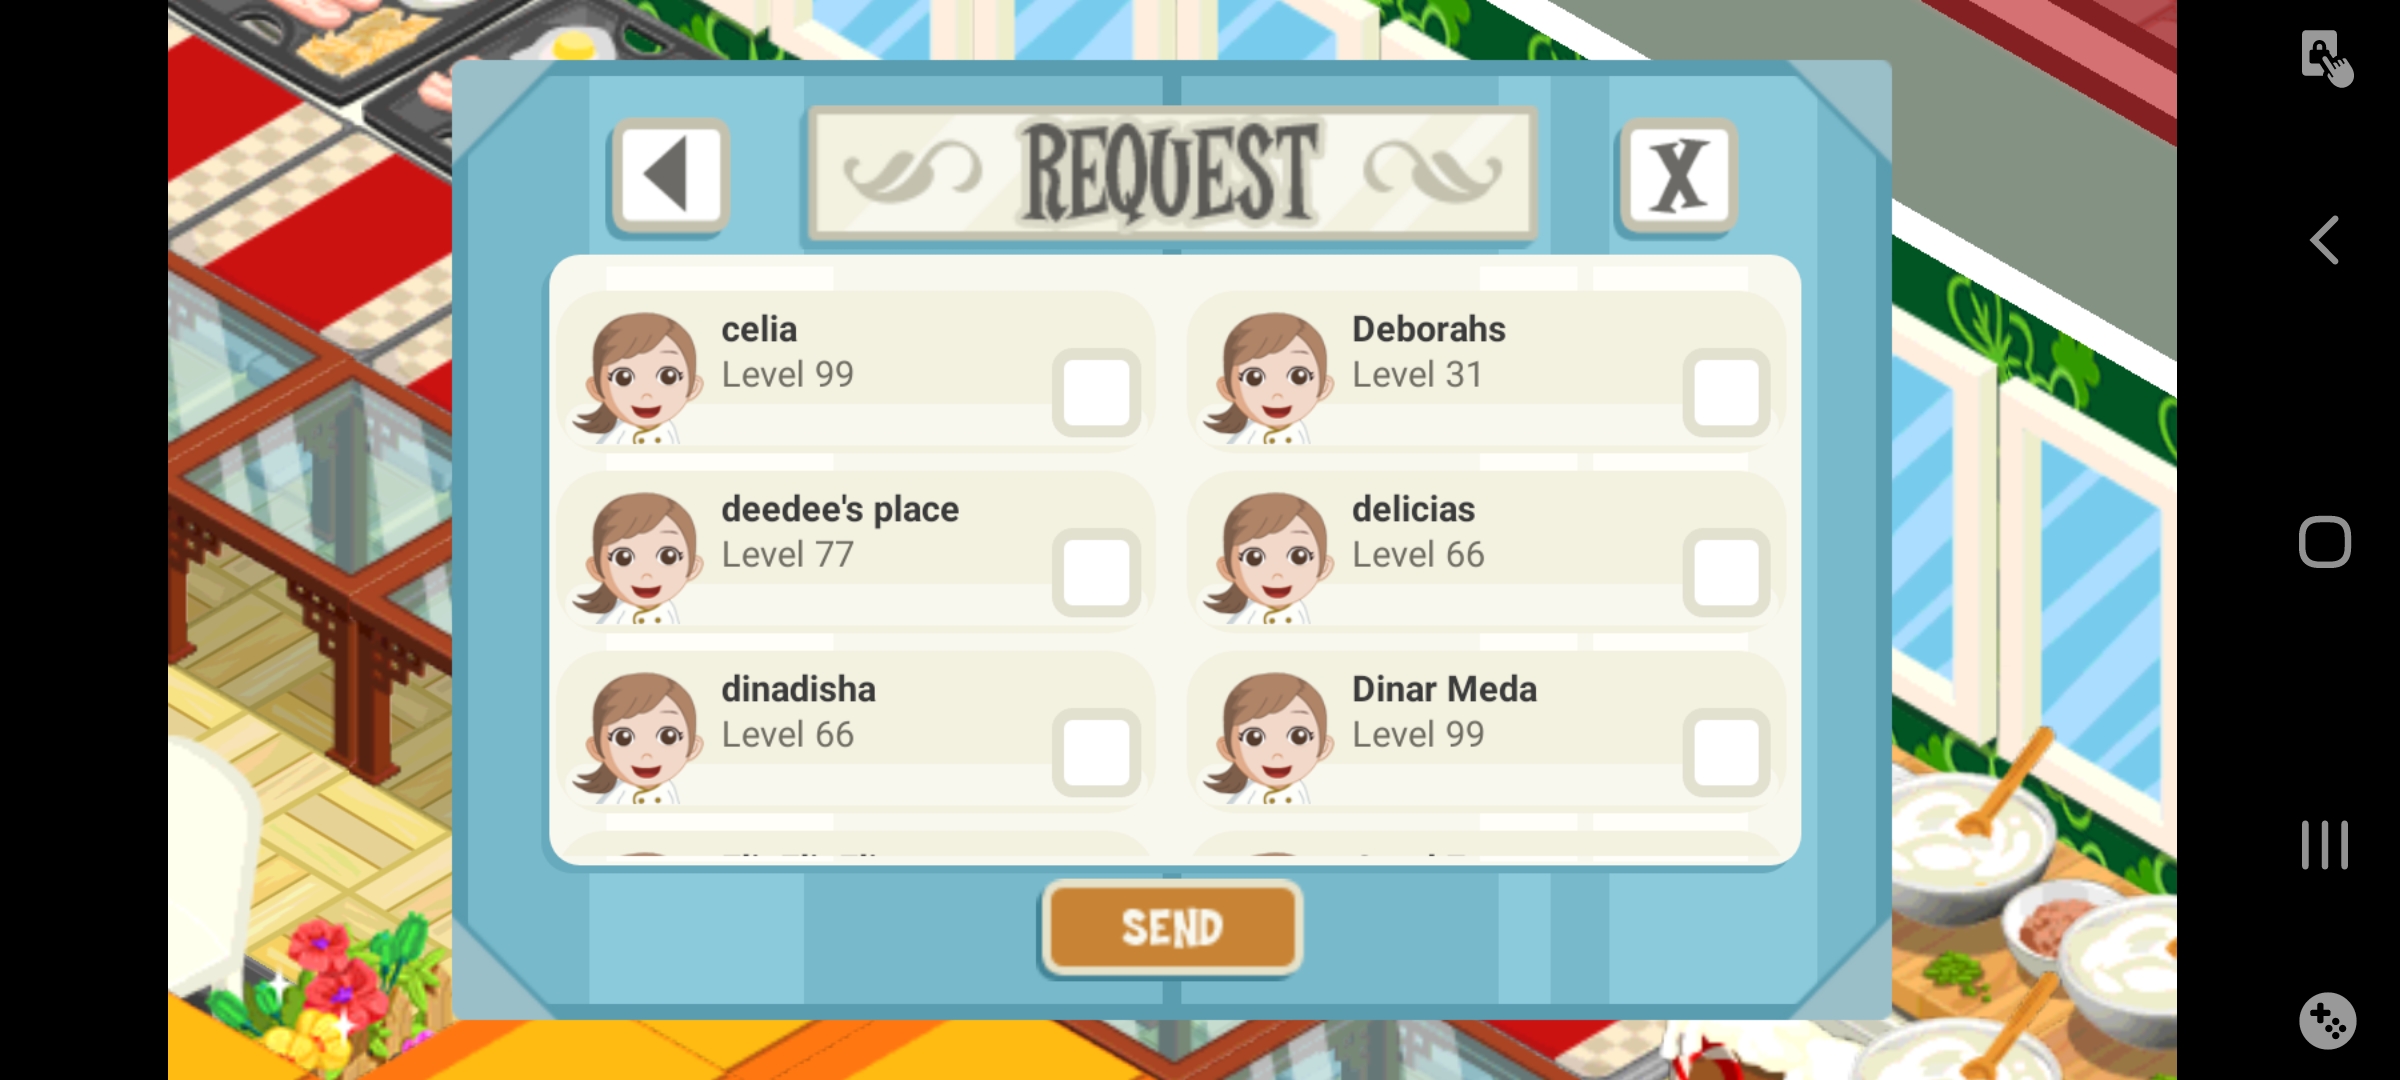 REQUEST
X
celia
Level 99
Deborahs
Level 31
deedee's place
Level 77
delicias
Level 66
dinadisha
Level 66
Dinar Meda
Level 99
SEND